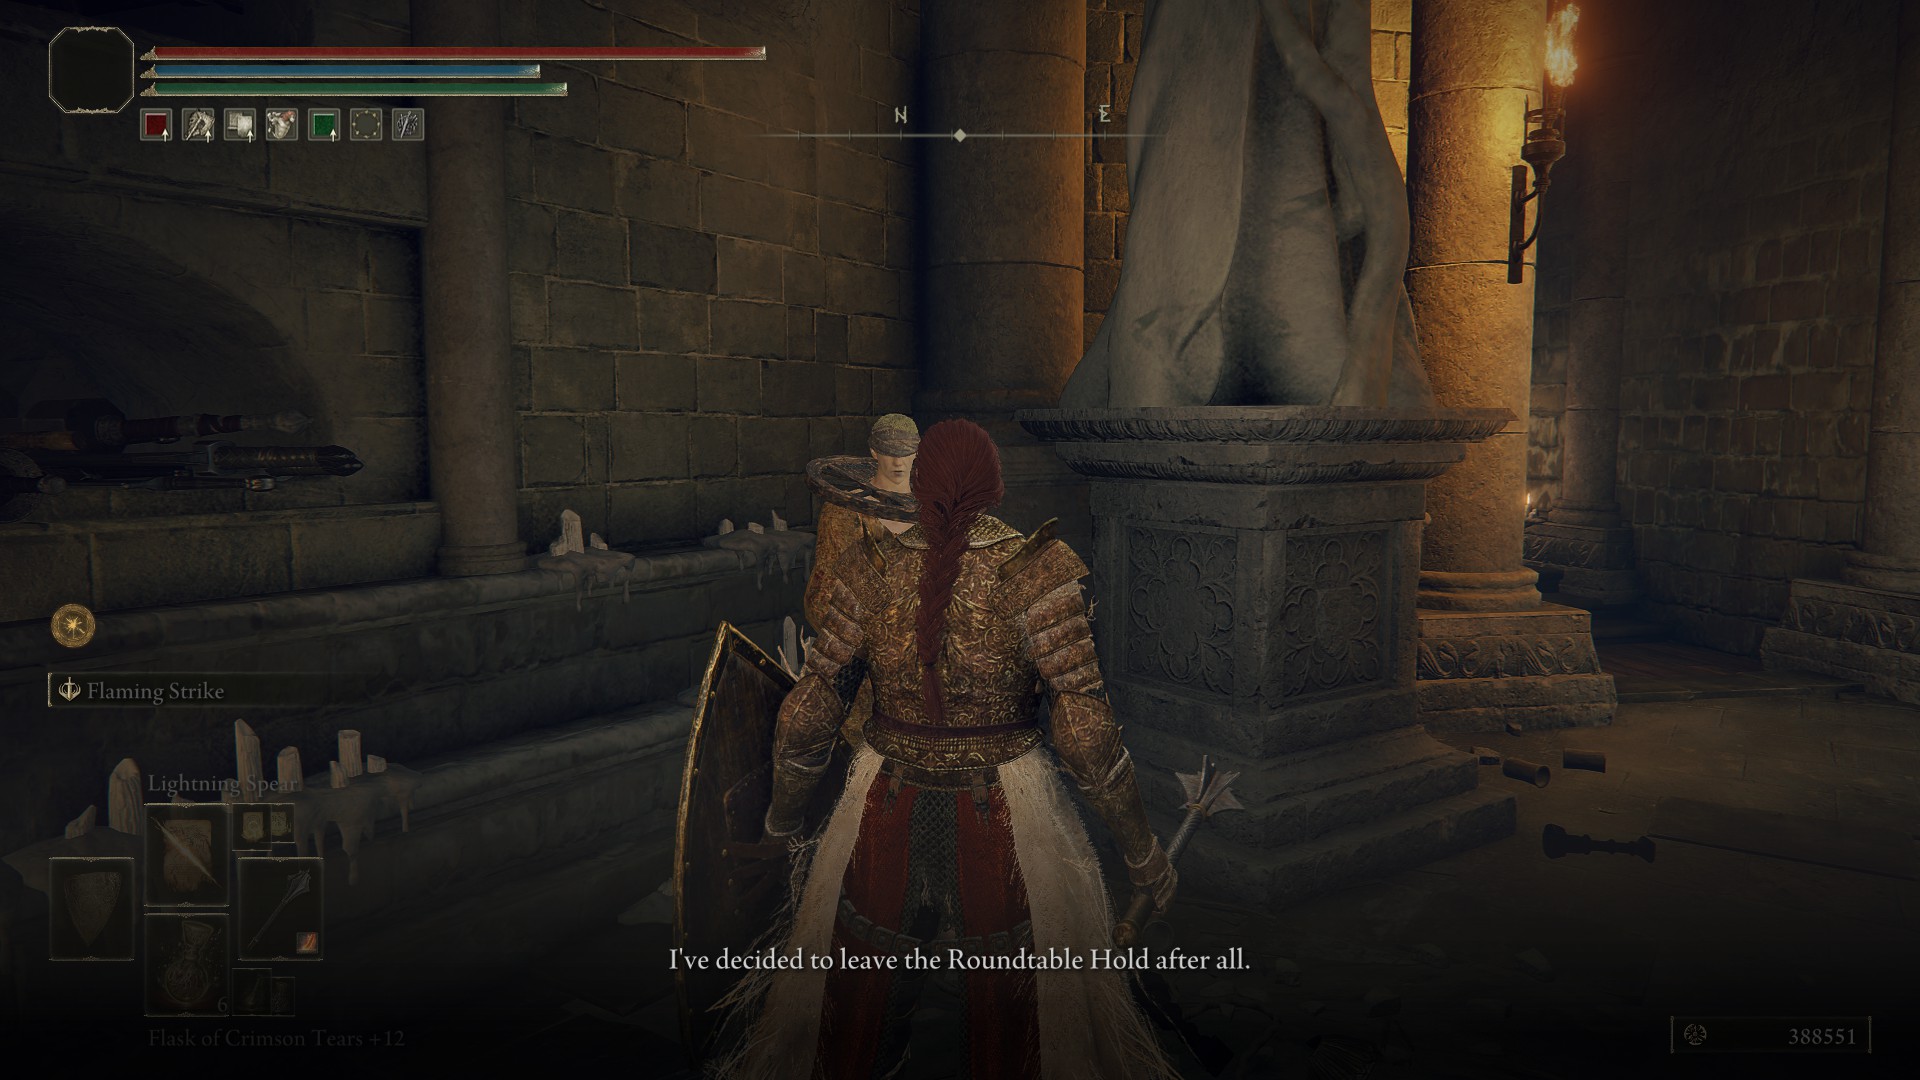 N
E
Flaming Strike
Lightning Spear
6
I've decided to leave the Roundtable Hold after all.
Flask of Crimson Tears +12
388551